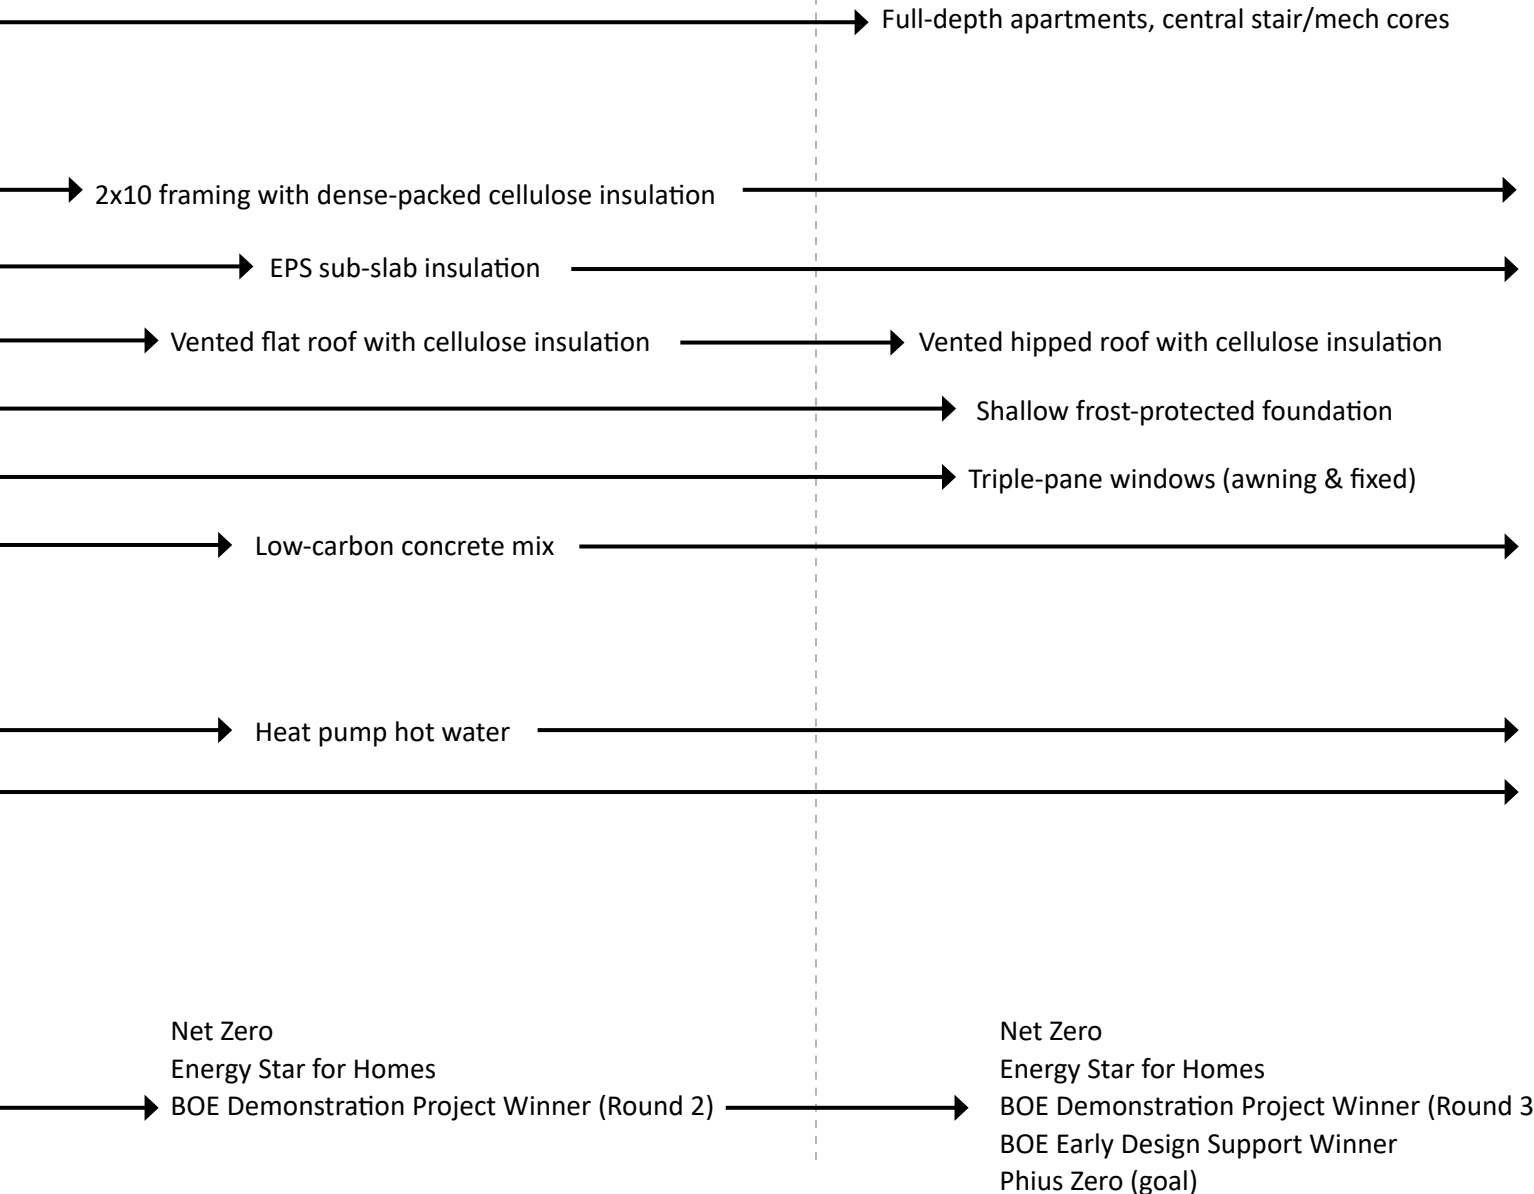 Full-depth apartments, central stair/mech cores
2x10 framing with dense-packed cellulose insulation
EPS sub-slab insulation
Vented flat roof with cellulose insulation
Vented hipped roof with cellulose insulation
Shallow frost-protected foundation
Triple-pane windows (awning & fixed)
Low-carbon concrete mix
Heat pump hot water
Net Zero
Energy Star for Homes
BOE Demonstration Project Winner (Round 2)
Net Zero
Energy Star for Homes
BOE Demonstration Project Winner (Round 3
BOE Early Design Support Winner
Phius Zero (goal)